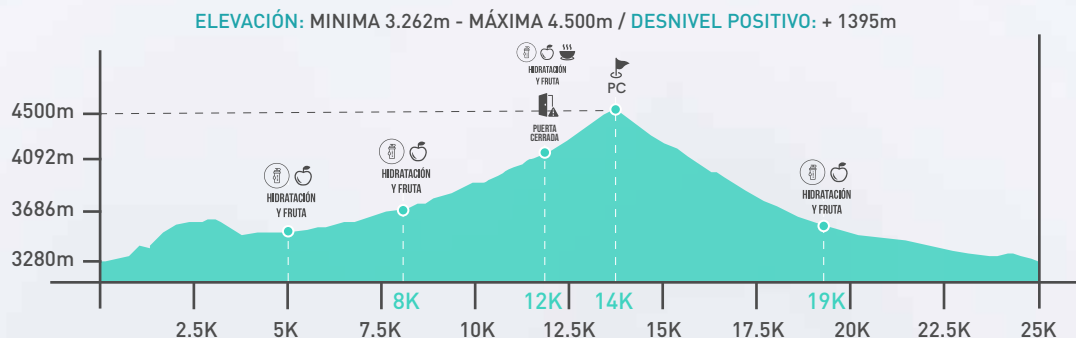 ELEVACIÓN: MINIMA 3.262m - MÁXIMA 4.500m / DESNIVEL POSITIVO: + 1395m
HIDRATACIÓN
Y FRUTA
PC
4500m
PUERTA
CERRADA
4092m
HIDRATACIÓN
Y FRUTA
HIDRATACIÓN
Y FRUTA
HIDRATACIÓN
Y FRUTA
3686m
3280m
8K
12K
14K
19K
2.5K
5K
7.5K
10K
12.5K
15K
17.5K
20K
22.5K
25K